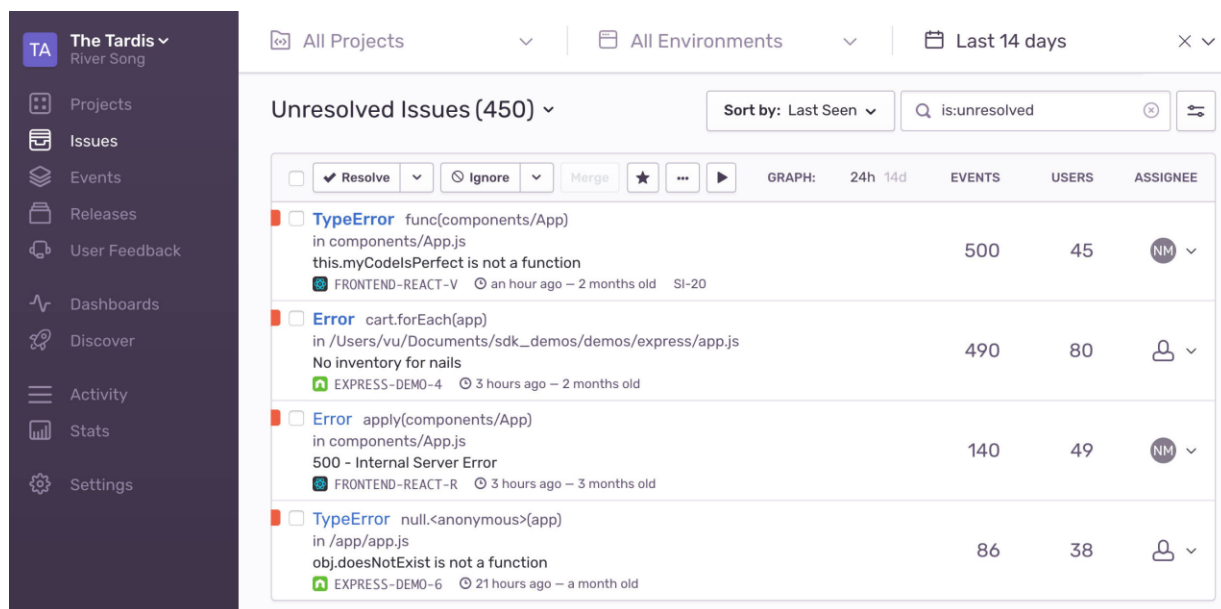 TA The Tardis
River Song
Projects
Issues
Events
Releases
User Feedback
Dashboards
Discover
Activity
Stats
Settings
All Projects All Environments Last 14 days
Unresolved Issues (450) Sort by: Last Seen is:unresolved
Resolve Ignore Merge GRAPH: 24h 14d EVENTS USERS ASSIGNEE
TypeError func(components/App)
in components/App.js
this.myCodeIsPerfect is not a function
FRONTEND-REACT-V an hour ago – 2 months old SI-20
500 45 NM
Error cart.forEach(app)
in /Users/vu/Documents/sdk_demos/demos/express/app.js
No inventory for nails
EXPRESS-DEMO-4 3 hours ago – 2 months old
490 80
Error apply(components/App)
in components/App.js
500 - Internal Server Error
FRONTEND-REACT-R 3 hours ago – 3 months old
140 49 NM
TypeError null.<anonymous>(app)
in /app/app.js
obj.doesNotExist is not a function
EXPRESS-DEMO-6 21 hours ago – a month old
86 38